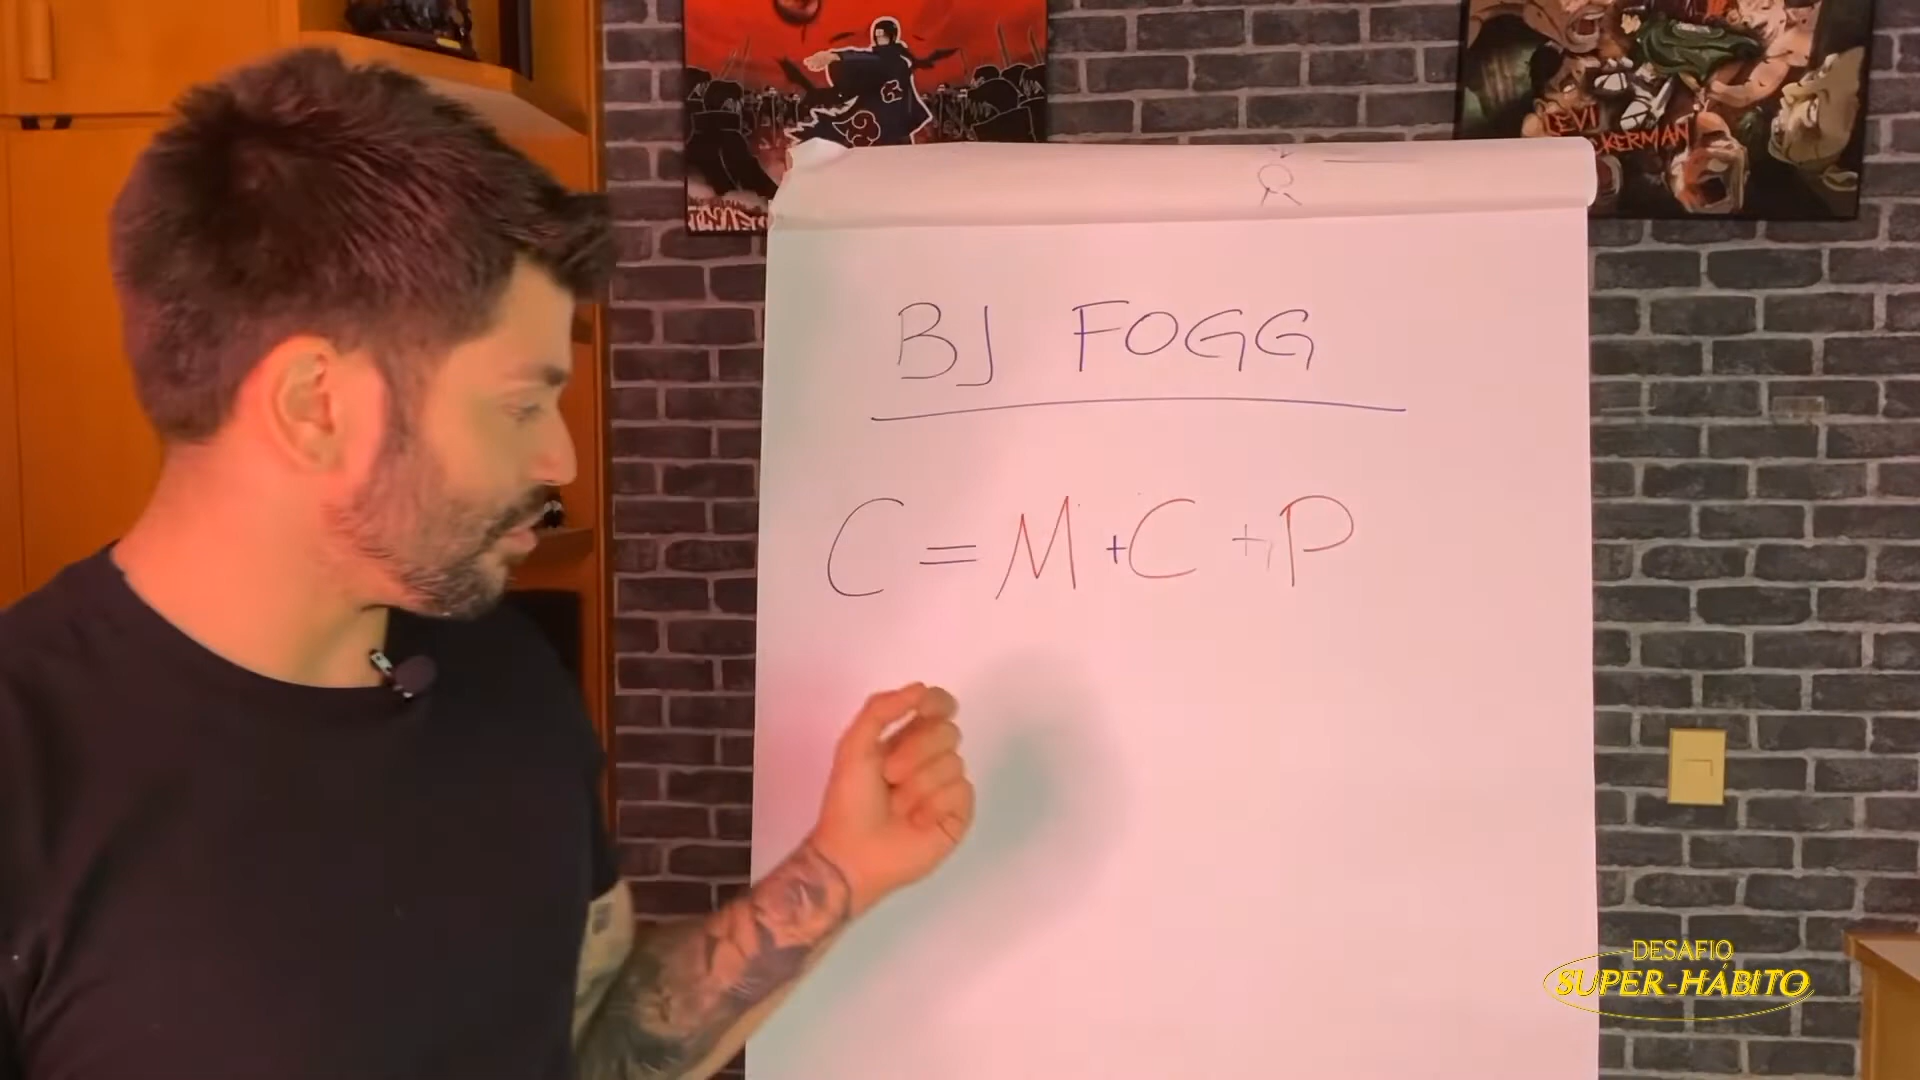 LEVI
CKERMAN
BJ FOGG
C = M + C + P
DESAFIO
SUPER-HÁBITO